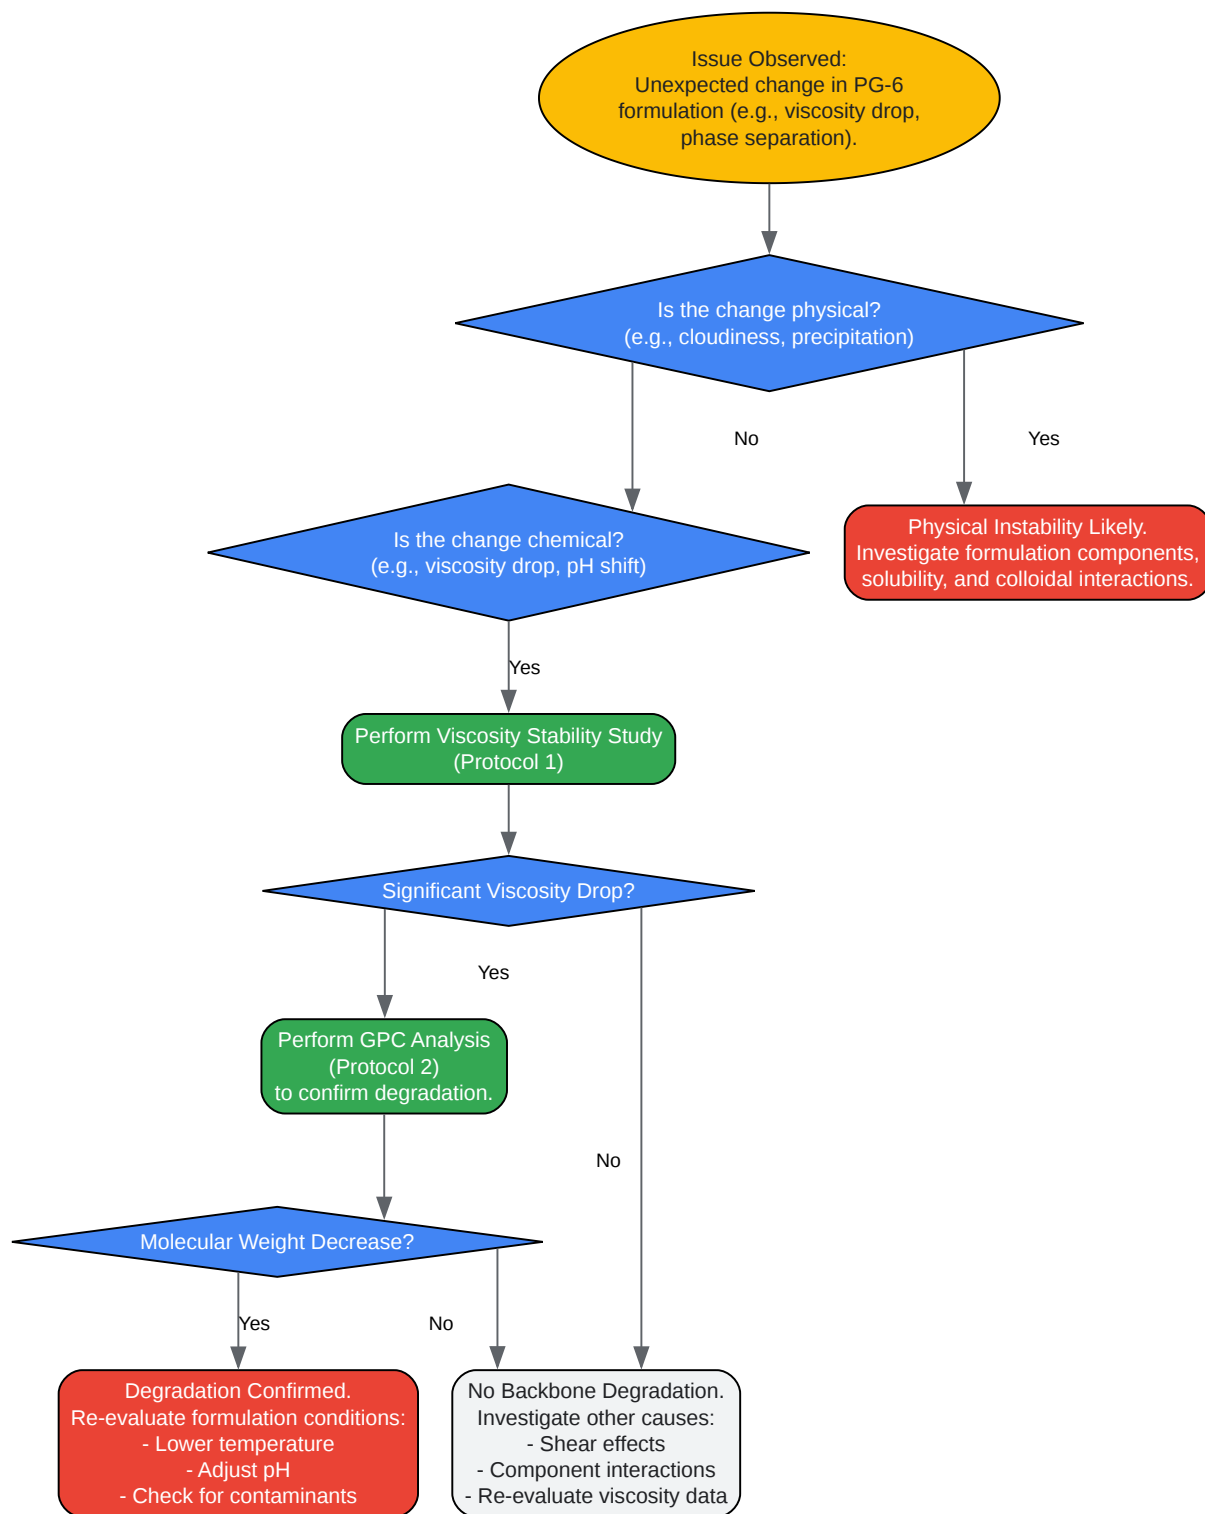 Issue Observed:
Unexpected change in PG-6
formulation (e.g., viscosity drop,
phase separation).
Is the change physical?
(e.g., cloudiness, precipitation)
No
Yes
Is the change chemical?
(e.g., viscosity drop, pH shift)
Physical Instability Likely.
Investigate formulation components,
solubility, and colloidal interactions.
Yes
Perform Viscosity Stability Study
(Protocol 1)
Significant Viscosity Drop?
Yes
Perform GPC Analysis
(Protocol 2)
to confirm degradation.
No
Molecular Weight Decrease?
Yes
No
Degradation Confirmed.
Re-evaluate formulation conditions:
- Lower temperature
- Adjust pH
- Check for contaminants
No Backbone Degradation.
Investigate other causes:
- Shear effects
- Component interactions
- Re-evaluate viscosity data